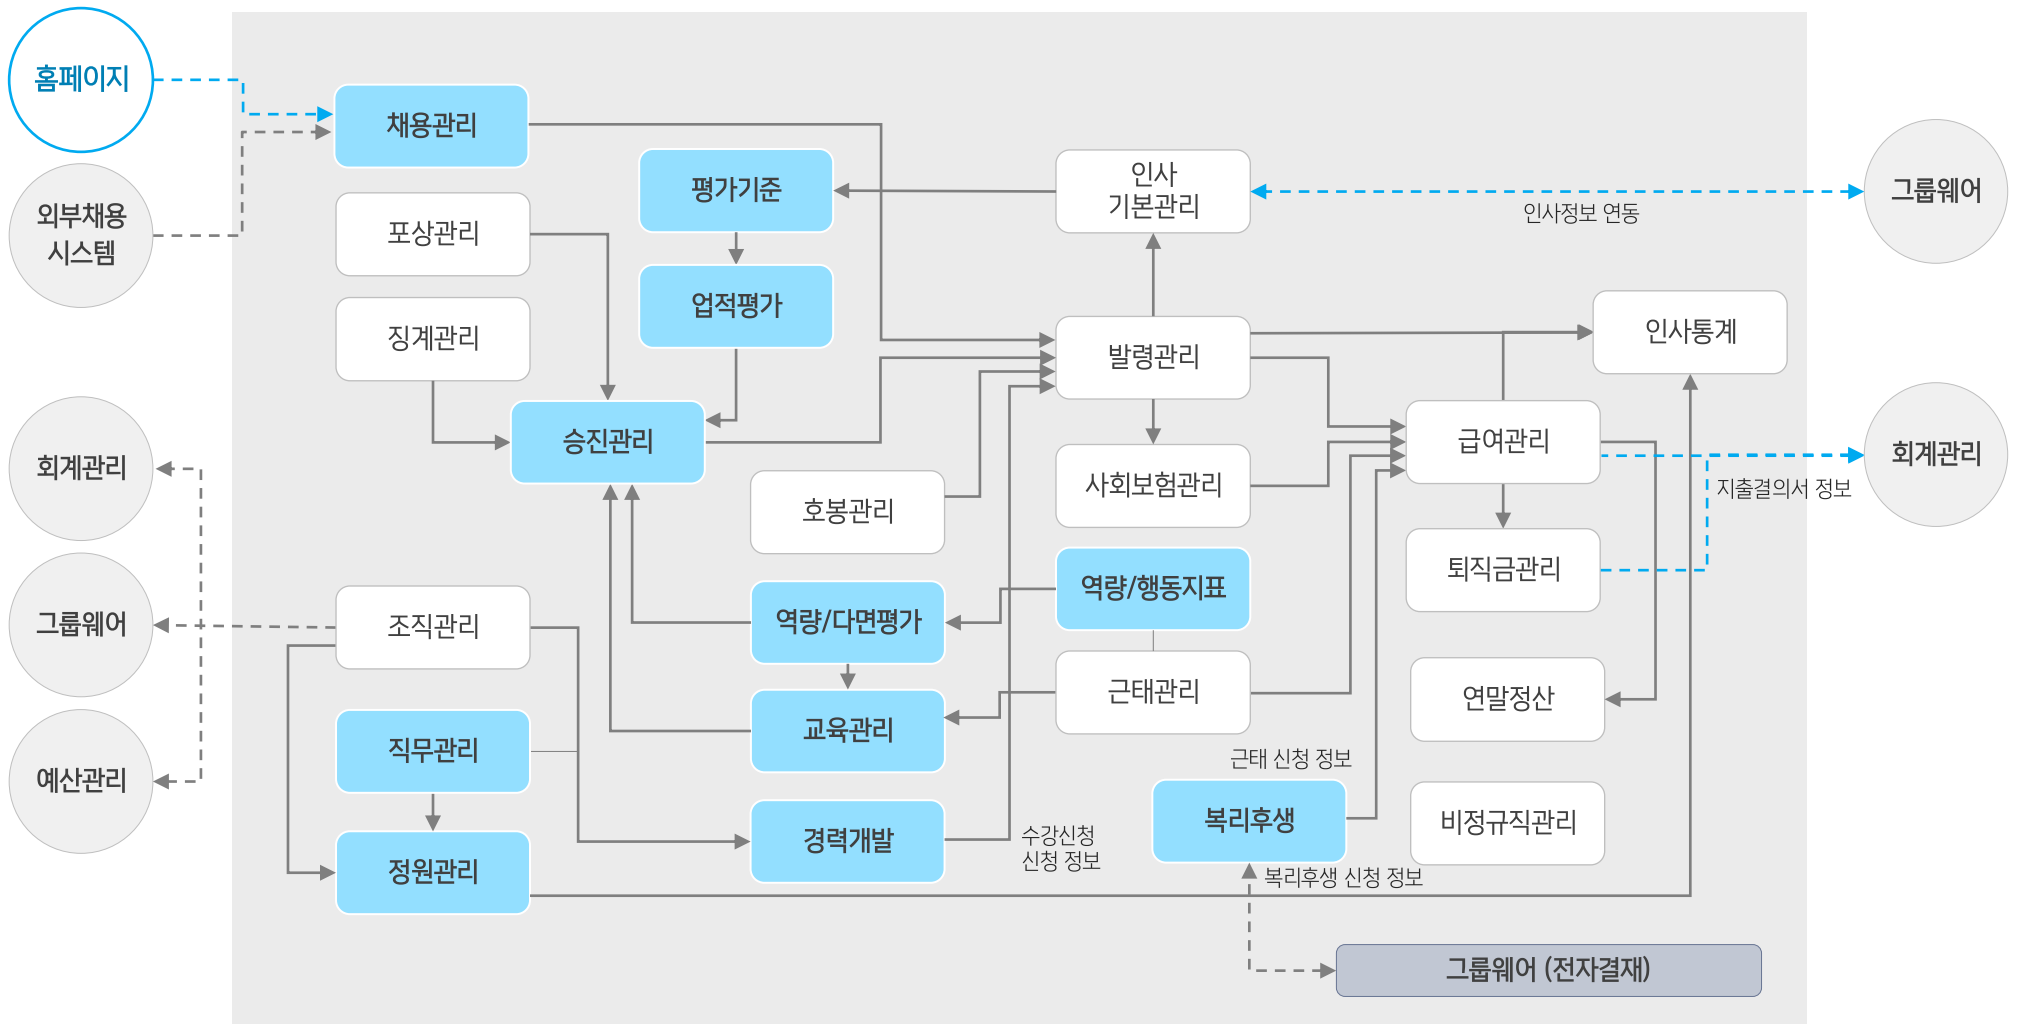 홈페이지
채용관리
외부채용
시스템
포상관리
징계관리
평가기준
업적평가
인사
기본관리
인사정보 연동
그룹웨어
발령관리
인사통계
회계관리
승진관리
호봉관리
사회보험관리
급여관리
회계관리
지출결의서 정보
퇴직금관리
그룹웨어
조직관리
역량/다면평가
역량/행동지표
근태관리
연말정산
예산관리
직무관리
교육관리
근태 신청 정보
정원관리
경력개발
수강신청
신청 정보
복리후생
비정규직관리
복리후생 신청 정보
그룹웨어 (전자결재)